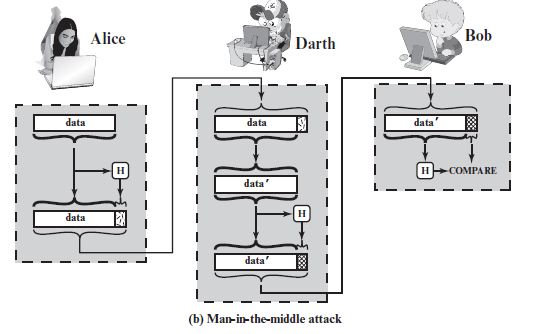 Alice
Darth
Bob
data
H
data
data
data′
H
data′
data′
H
COMPARE
(b) Man-in-the-middle attack